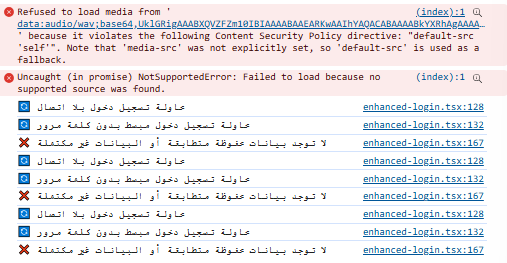 Refused to load media from ' (index):1
data:audio/wav;base64,UklGRigAAABXQVZFZm10IBIAAAABAAEARKwAAIhYAQACABAAAABkYXRhAgAAAA…
' because it violates the following Content Security Policy directive: "default-src
'self'". Note that 'media-src' was not explicitly set, so 'default-src' is used as a
fallback.
Uncaught (in promise) NotSupportedError: Failed to load because no (index):1
supported source was found.
محاولة تسجيل دخول بلا اتصال enhanced-login.tsx:128
محاولة تسجيل دخول مبسط بدون كلمة مرور enhanced-login.tsx:132
لا توجد بيانات محفوظة متطابقة أو البيانات غير مكتملة enhanced-login.tsx:167
محاولة تسجيل دخول بلا اتصال enhanced-login.tsx:128
محاولة تسجيل دخول مبسط بدون كلمة مرور enhanced-login.tsx:132
لا توجد بيانات محفوظة متطابقة أو البيانات غير مكتملة enhanced-login.tsx:167
محاولة تسجيل دخول بلا اتصال enhanced-login.tsx:128
محاولة تسجيل دخول مبسط بدون كلمة مرور enhanced-login.tsx:132
لا توجد بيانات محفوظة متطابقة أو البيانات غير مكتملة enhanced-login.tsx:167